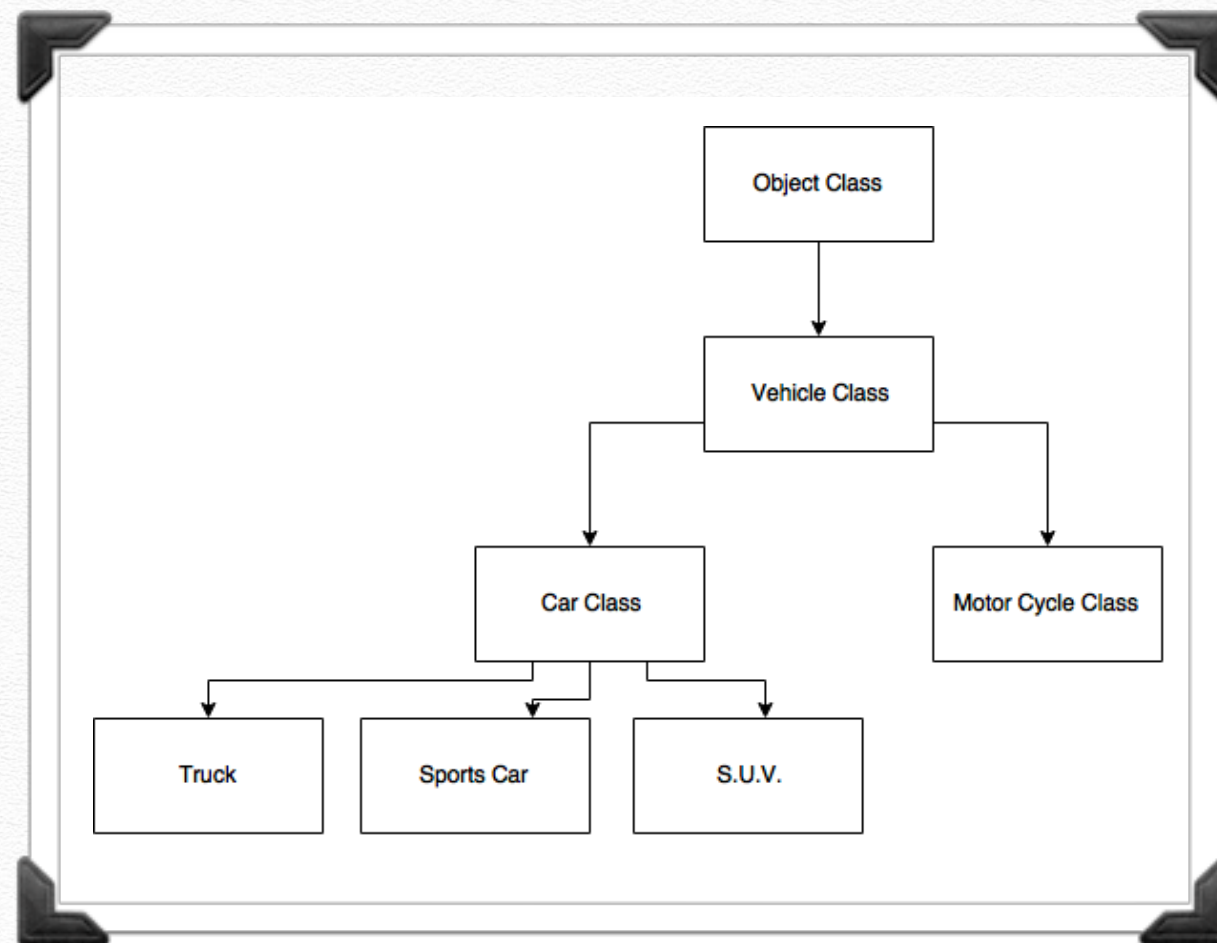 Object Class
Vehicle Class
Car Class
Motor Cycle Class
Truck
Sports Car
S.U.V.